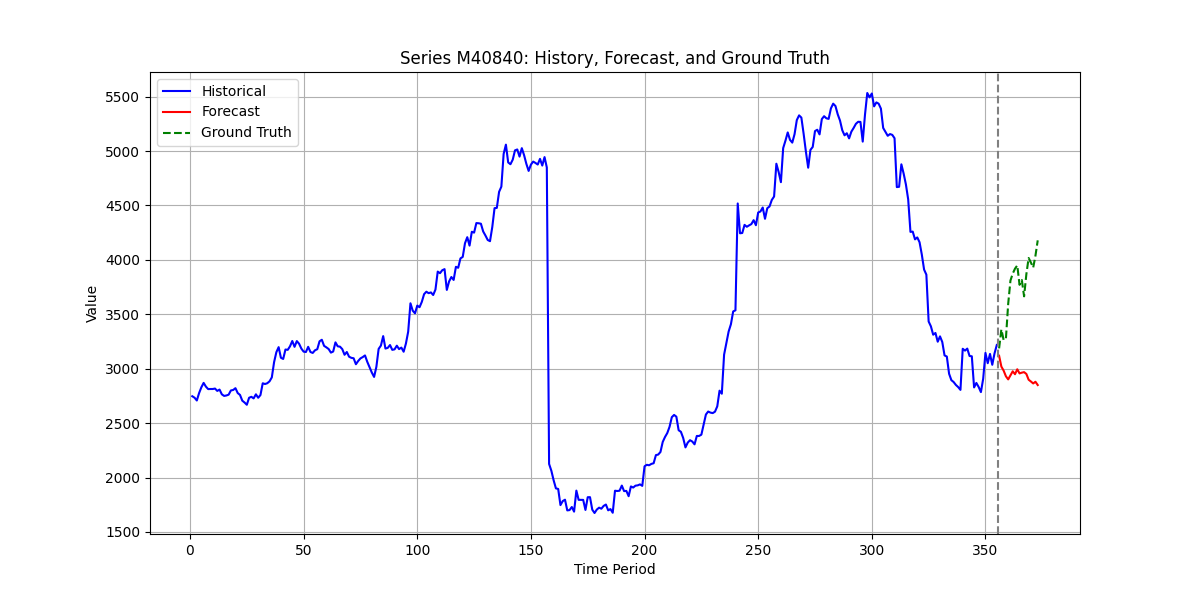 Series M40840: History, Forecast, and Ground Truth
Historical
Forecast
Ground Truth
5500
5000
4500
4000
3500
3000
2500
2000
1500
Value
0 50 100 150 200 250 300 350
Time Period